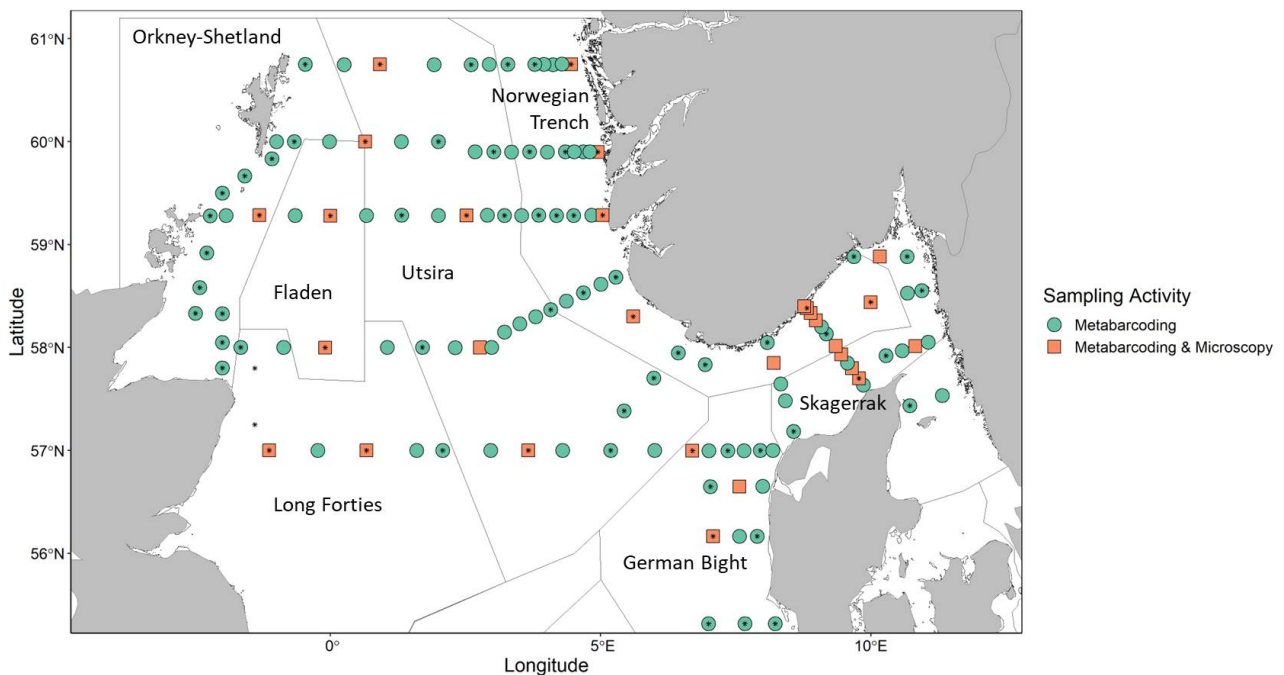 Orkney-Shetland
Norwegian
Trench
Utsira
Fladen
Skagerrak
Long Forties
German Bight
61°N
60°N
59°N
58°N
57°N
56°N
Latitude
0°
5°E
10°E
Longitude
Sampling Activity
Metabarcoding
Metabarcoding & Microscopy